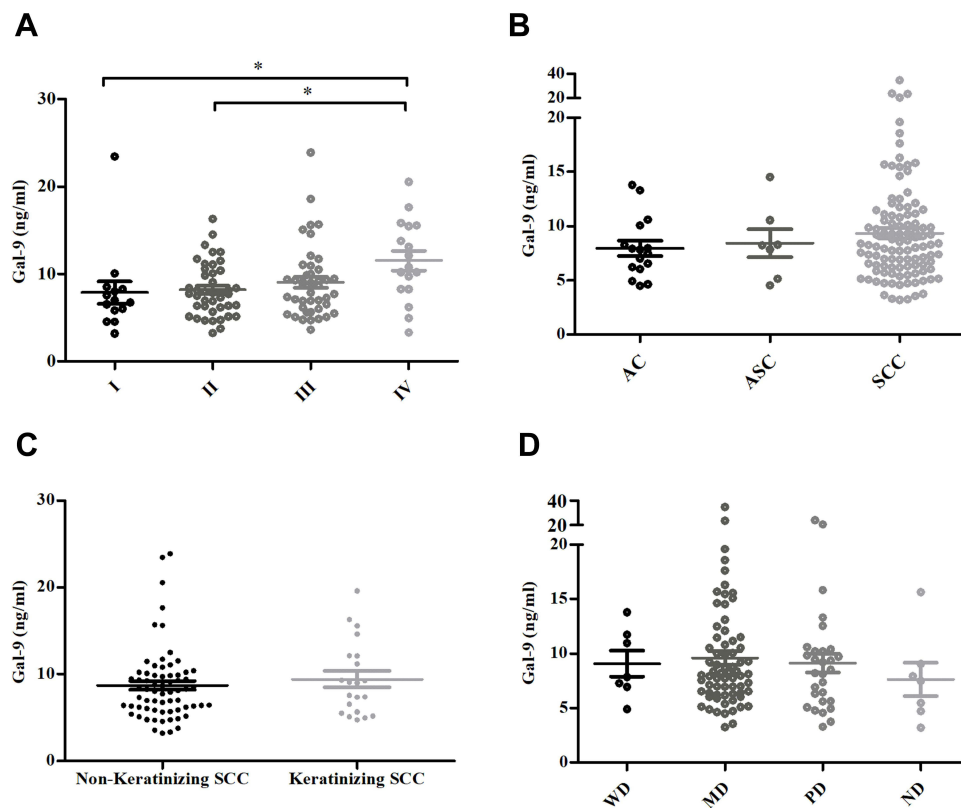 A
*
*
30
20
10
0
Gal-9 (ng/ml)
I II III IV
B
40
20
20
15
10
5
0
Gal-9 (ng/ml)
AC ASC SCC
C
30
20
10
0
Gal-9 (ng/ml)
Non-Keratinizing SCC Keratinizing SCC
D
40
20
20
15
10
5
0
Gal-9 (ng/ml)
WD MD PD ND